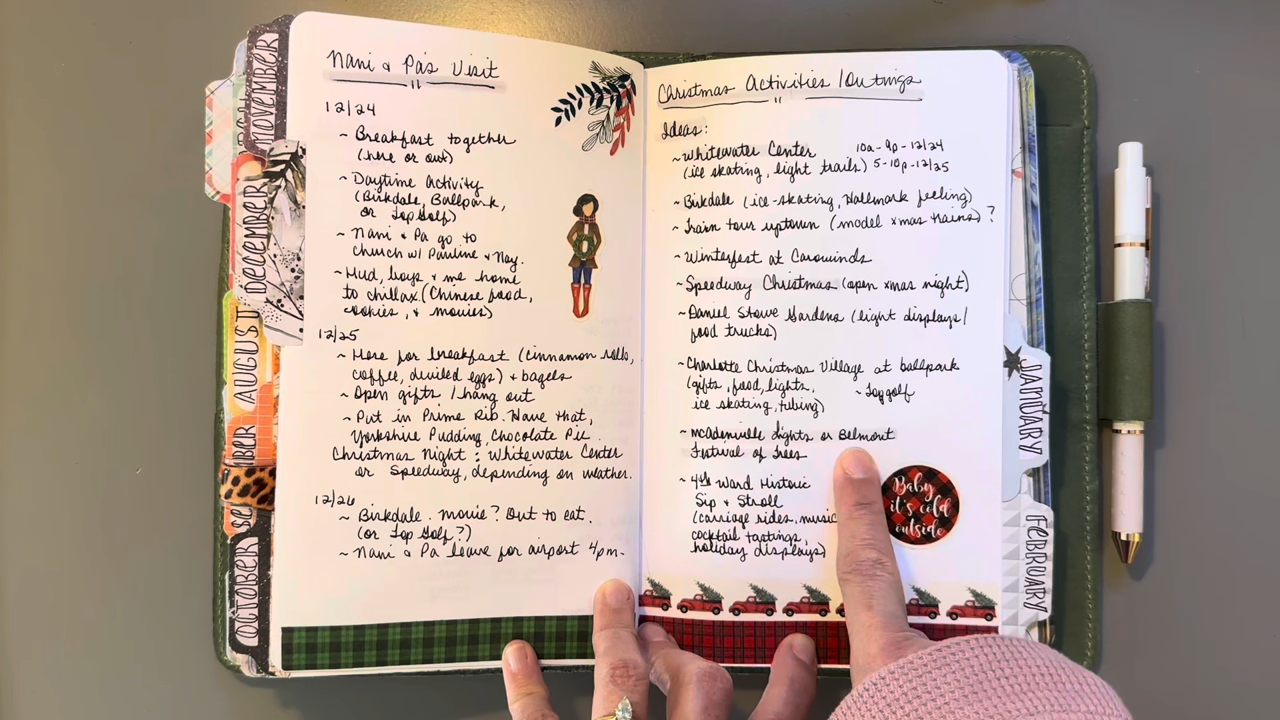 Nani & Pa's Visit
12/24
~ Breakfast together
(here or out)
~ Daytime Activity
(Birkdale, Ballpark,
or Top Golf)
~ Nani & Pa go to
church w/ Pauline & Nay.
~ Hud, boys & me home
to chillax. (Chinese food,
cookies, & movies)
12/25
~ Here for breakfast (cinnamon rolls,
coffee, deviled eggs) & bagels
~ Open gifts / hang out
~ Put in Prime Rib. Have that,
Yorkshire Pudding, Chocolate Pie.
Christmas Night: Whitewater Center
or Speedway, depending on weather.
12/26
~ Birkdale. movie? Out to eat.
(or Top Golf?)
~ Nani & Pa leave for airport 4pm-
Christmas Activities / Outings
Ideas:
~ Whitewater Center 10a-9p-12/24
(ice skating, light trails) 5-10p-12/25
~ Birkdale (ice-skating, Hallmark feeling)
~ Train tour uptown (model xmas trains) ?
~ Winterfest at Carowinds
~ Speedway Christmas (open xmas night)
~ Daniel Stowe Gardens (light displays/
food trucks)
~ Charlotte Christmas Village at ballpark
(gifts, food, lights,
ice skating, tubing) ~ Topgolf
~ McAdenville Lights or Belmont
Festival of Trees
~ 4th Ward Historic
Sip & Stroll
(carriage rides, music
cocktail tastings,
holiday displays)
Baby
it's cold
outside
NOVEMBER
DECEMBER
AUGUST
BER
SE
OCTOBER
JANUARY
FEBRUARY